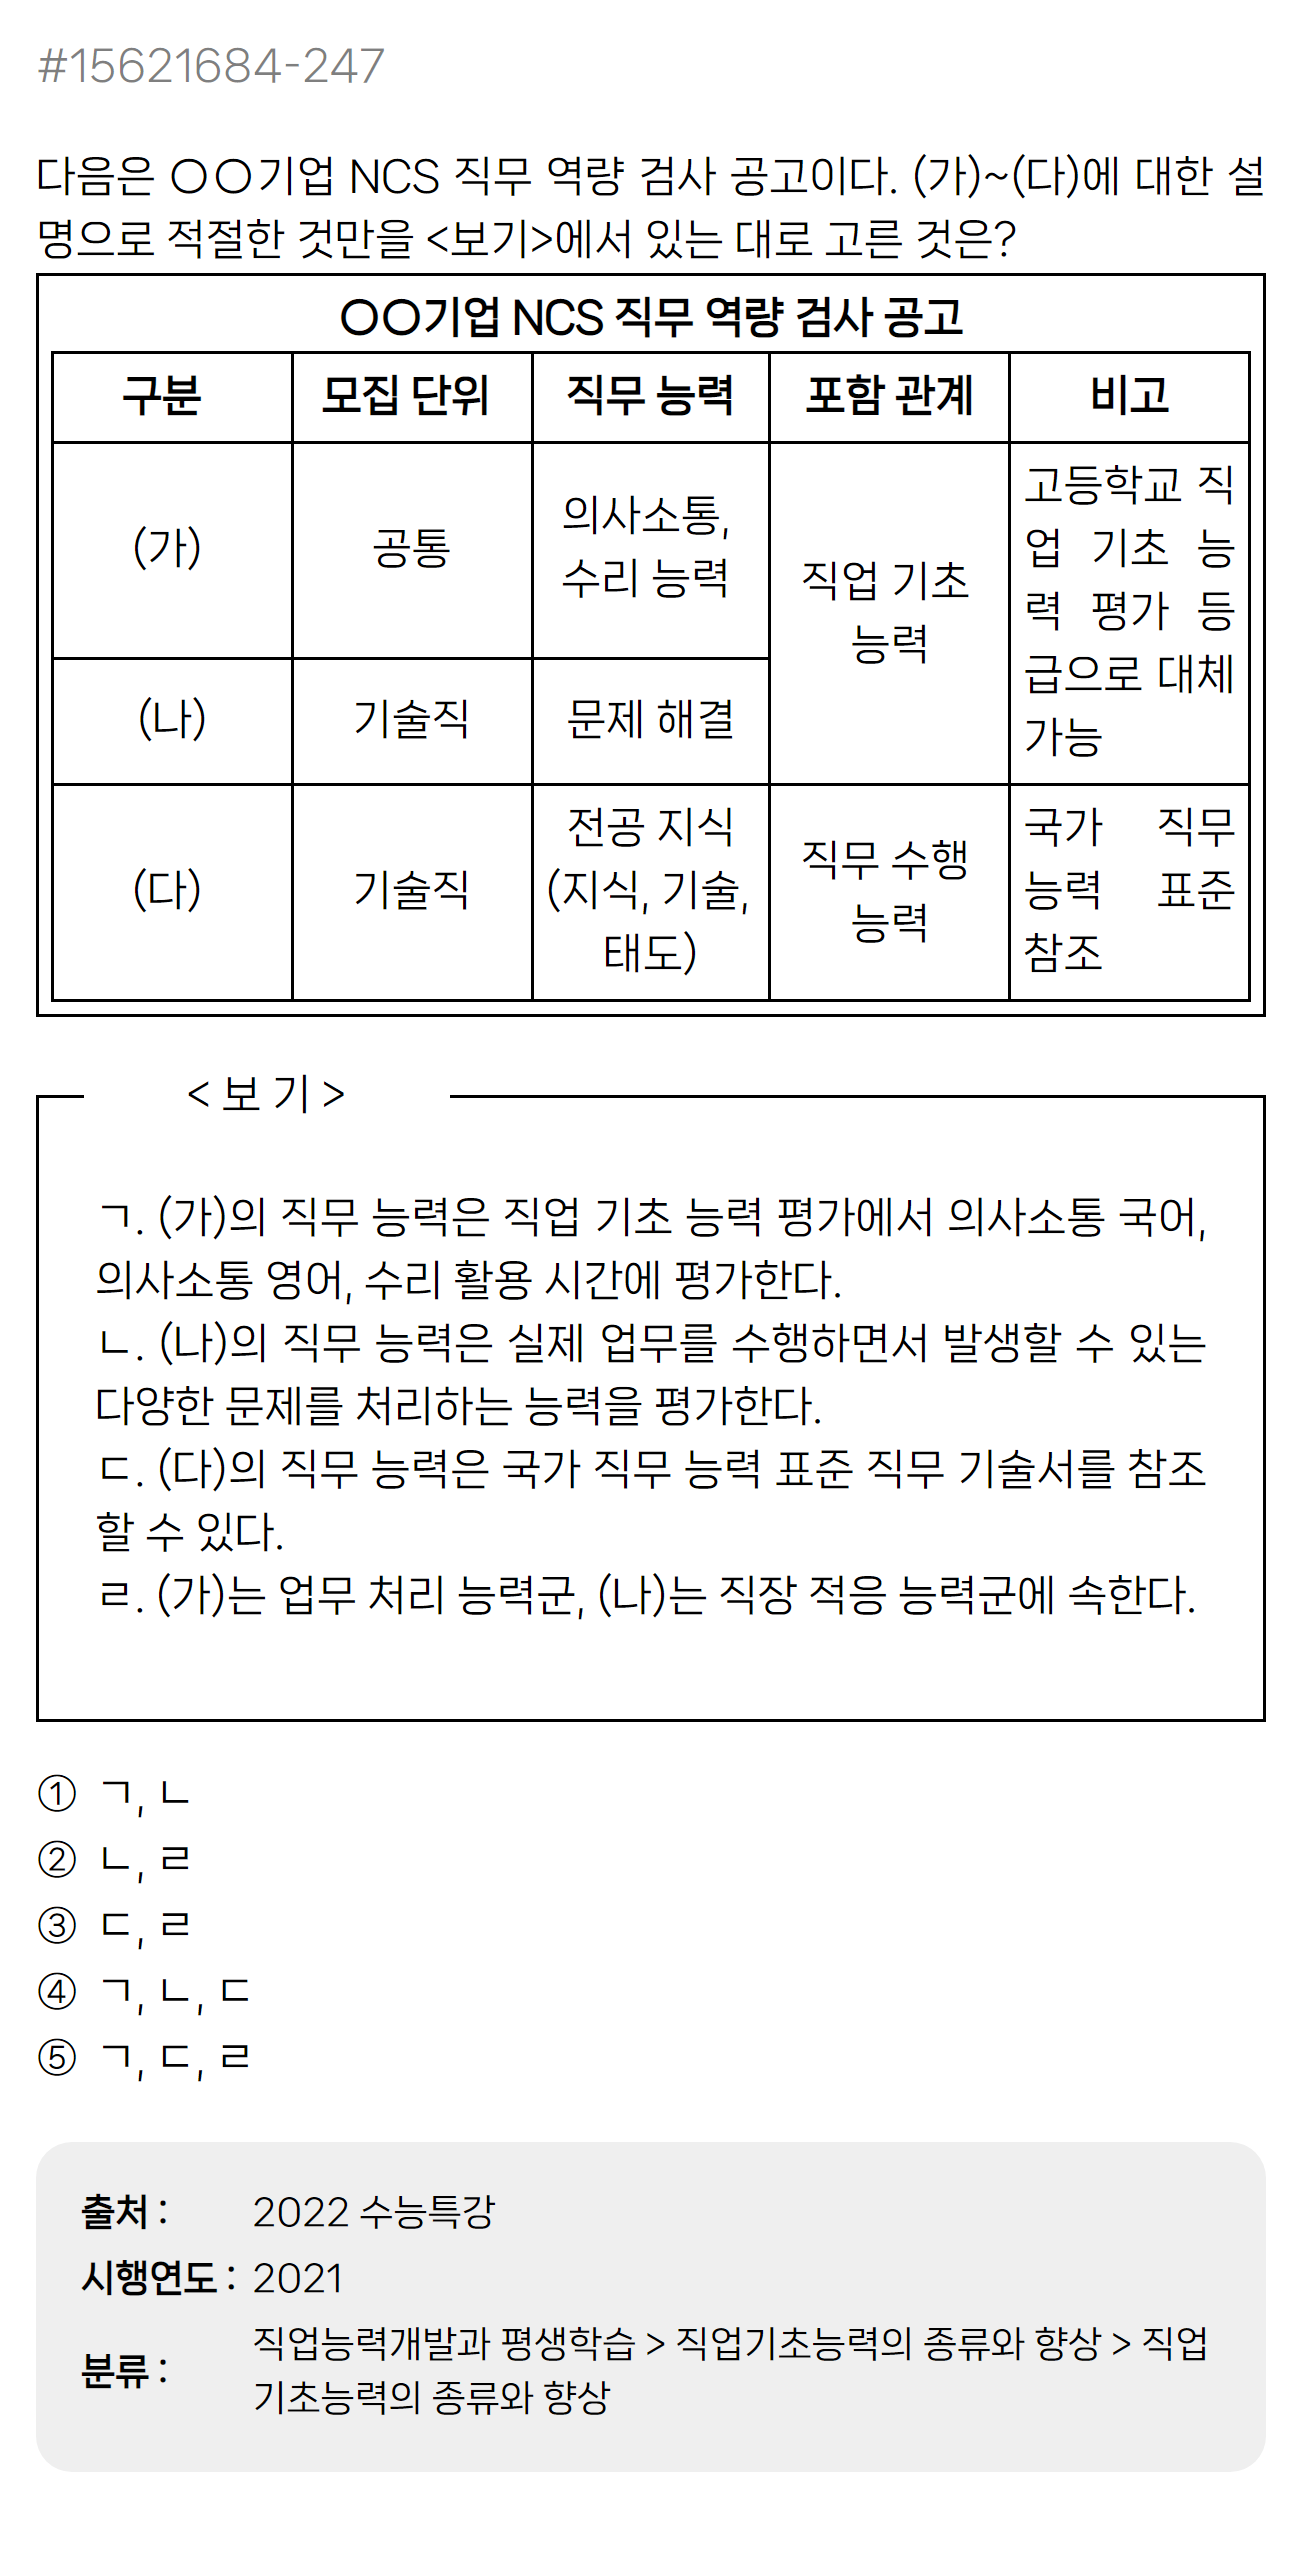 #15621684-247
다음은 〇〇기업 NCS 직무 역량 검사 공고이다. (가)~(다)에 대한 설
명으로 적절한 것만을 <보기>에서 있는 대로 고른 것은?
〇〇기업 NCS 직무 역량 검사 공고
구분 모집 단위 직무 능력 포함 관계 비고
(가) 공통 의사소통,
수리 능력
직업 기초
능력
고등학교 직
업 기초 능
력 평가 등
급으로 대체
가능
(나) 기술직 문제 해결
(다) 기술직 전공 지식
(지식, 기술,
태도)
직무 수행
능력
국가 직무
능력 표준
참조
< 보 기 >
ㄱ. (가)의 직무 능력은 직업 기초 능력 평가에서 의사소통 국어,
의사소통 영어, 수리 활용 시간에 평가한다.
ㄴ. (나)의 직무 능력은 실제 업무를 수행하면서 발생할 수 있는
다양한 문제를 처리하는 능력을 평가한다.
ㄷ. (다)의 직무 능력은 국가 직무 능력 표준 직무 기술서를 참조
할 수 있다.
ㄹ. (가)는 업무 처리 능력군, (나)는 직장 적응 능력군에 속한다.
① ㄱ, ㄴ
② ㄴ, ㄹ
③ ㄷ, ㄹ
④ ㄱ, ㄴ, ㄷ
⑤ ㄱ, ㄷ, ㄹ
출처 : 2022 수능특강
시행연도 : 2021
분류 : 직업능력개발과 평생학습 > 직업기초능력의 종류와 향상 > 직업
기초능력의 종류와 향상